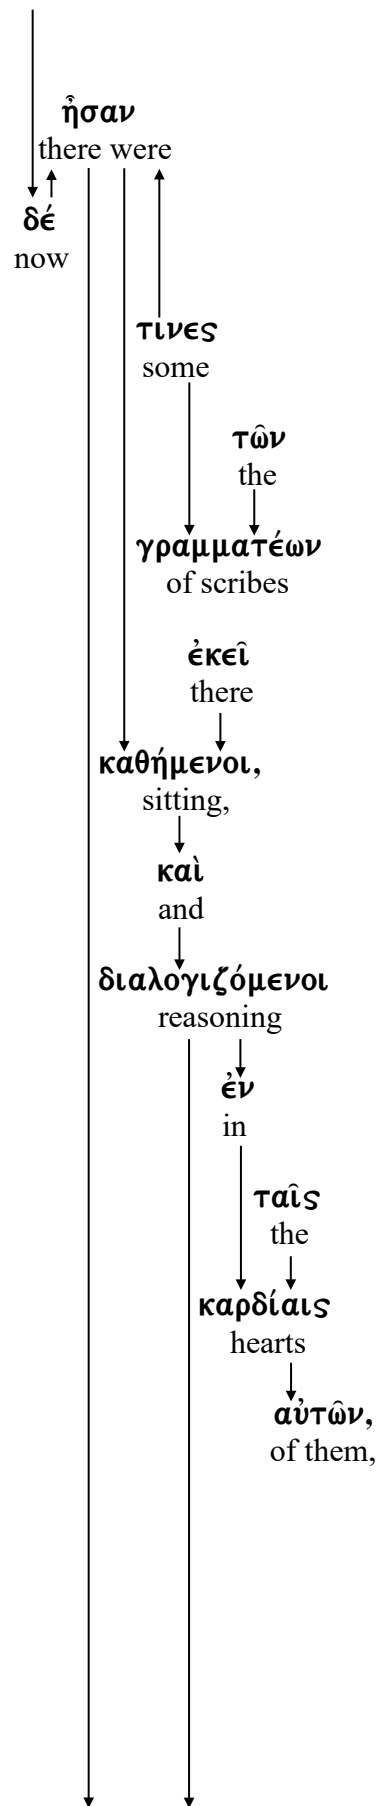 ἦσαν
there were
δέ
now
τινες
some
τῶν
the
γραμματέων
of scribes
ἐκεῖ
there
καθήμενοι,
sitting,
καὶ
and
διαλογιζόμενοι
reasoning
ἐν
in
ταῖς
the
καρδίαις
hearts
αὐτῶν,
of them,